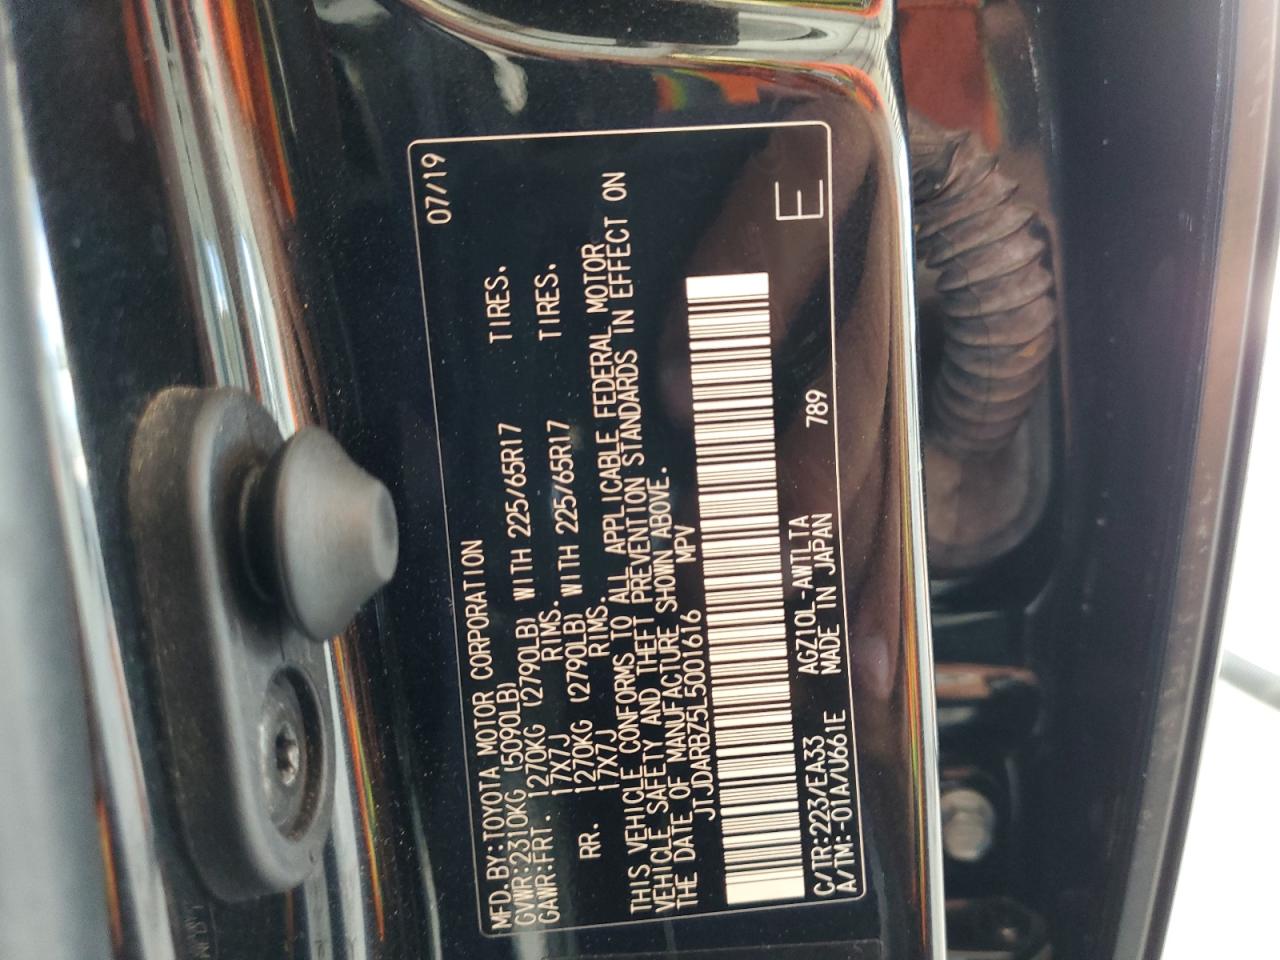 MFD.BY:TOYOTA MOTOR CORPORATION 07/19
GVWR:2310KG (5090LB)
GAWR:FRT. 1270KG (2790LB) WITH 225/65R17 TIRES.
17X7J RIMS.
RR. 1270KG (2790LB) WITH 225/65R17 TIRES.
17X7J RIMS.
THIS VEHICLE CONFORMS TO ALL APPLICABLE FEDERAL MOTOR
VEHICLE SAFETY AND THEFT PREVENTION STANDARDS IN EFFECT ON
THE DATE OF MANUFACTURE SHOWN ABOVE.
JTJDARBZ5L5001616 MPV
C/TR:223/EA33 AGZ10L-AWTLTA 789
A/TM:-01A/U661E MADE IN JAPAN E